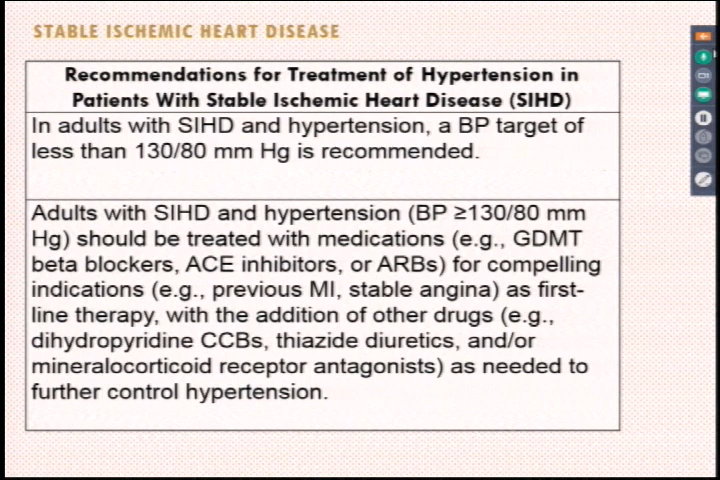 STABLE ISCHEMIC HEART DISEASE
Recommendations for Treatment of Hypertension in
Patients With Stable Ischemic Heart Disease (SIHD)
In adults with SIHD and hypertension, a BP target of
less than 130/80 mm Hg is recommended.
Adults with SIHD and hypertension (BP ≥130/80 mm
Hg) should be treated with medications (e.g., GDMT
beta blockers, ACE inhibitors, or ARBs) for compelling
indications (e.g., previous MI, stable angina) as first-
line therapy, with the addition of other drugs (e.g.,
dihydropyridine CCBs, thiazide diuretics, and/or
mineralocorticoid receptor antagonists) as needed to
further control hypertension.